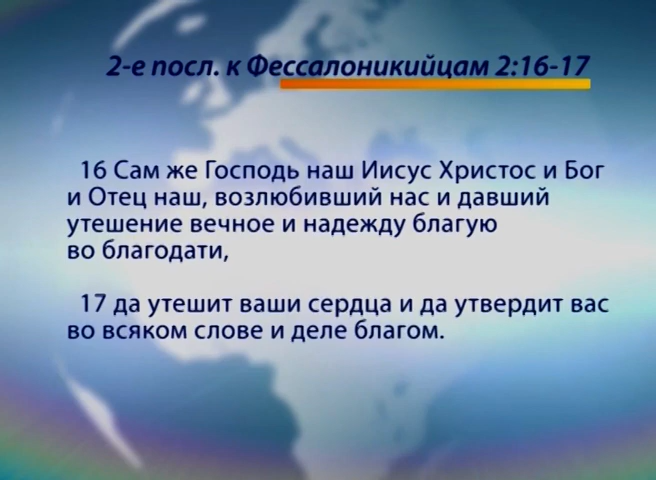 2-е посл. к Фессалоникийцам 2:16-17
16 Сам же Господь наш Иисус Христос и Бог
и Отец наш, возлюбивший нас и давший
утешение вечное и надежду благую
во благодати,
17 да утешит ваши сердца и да утвердит вас
во всяком слове и деле благом.